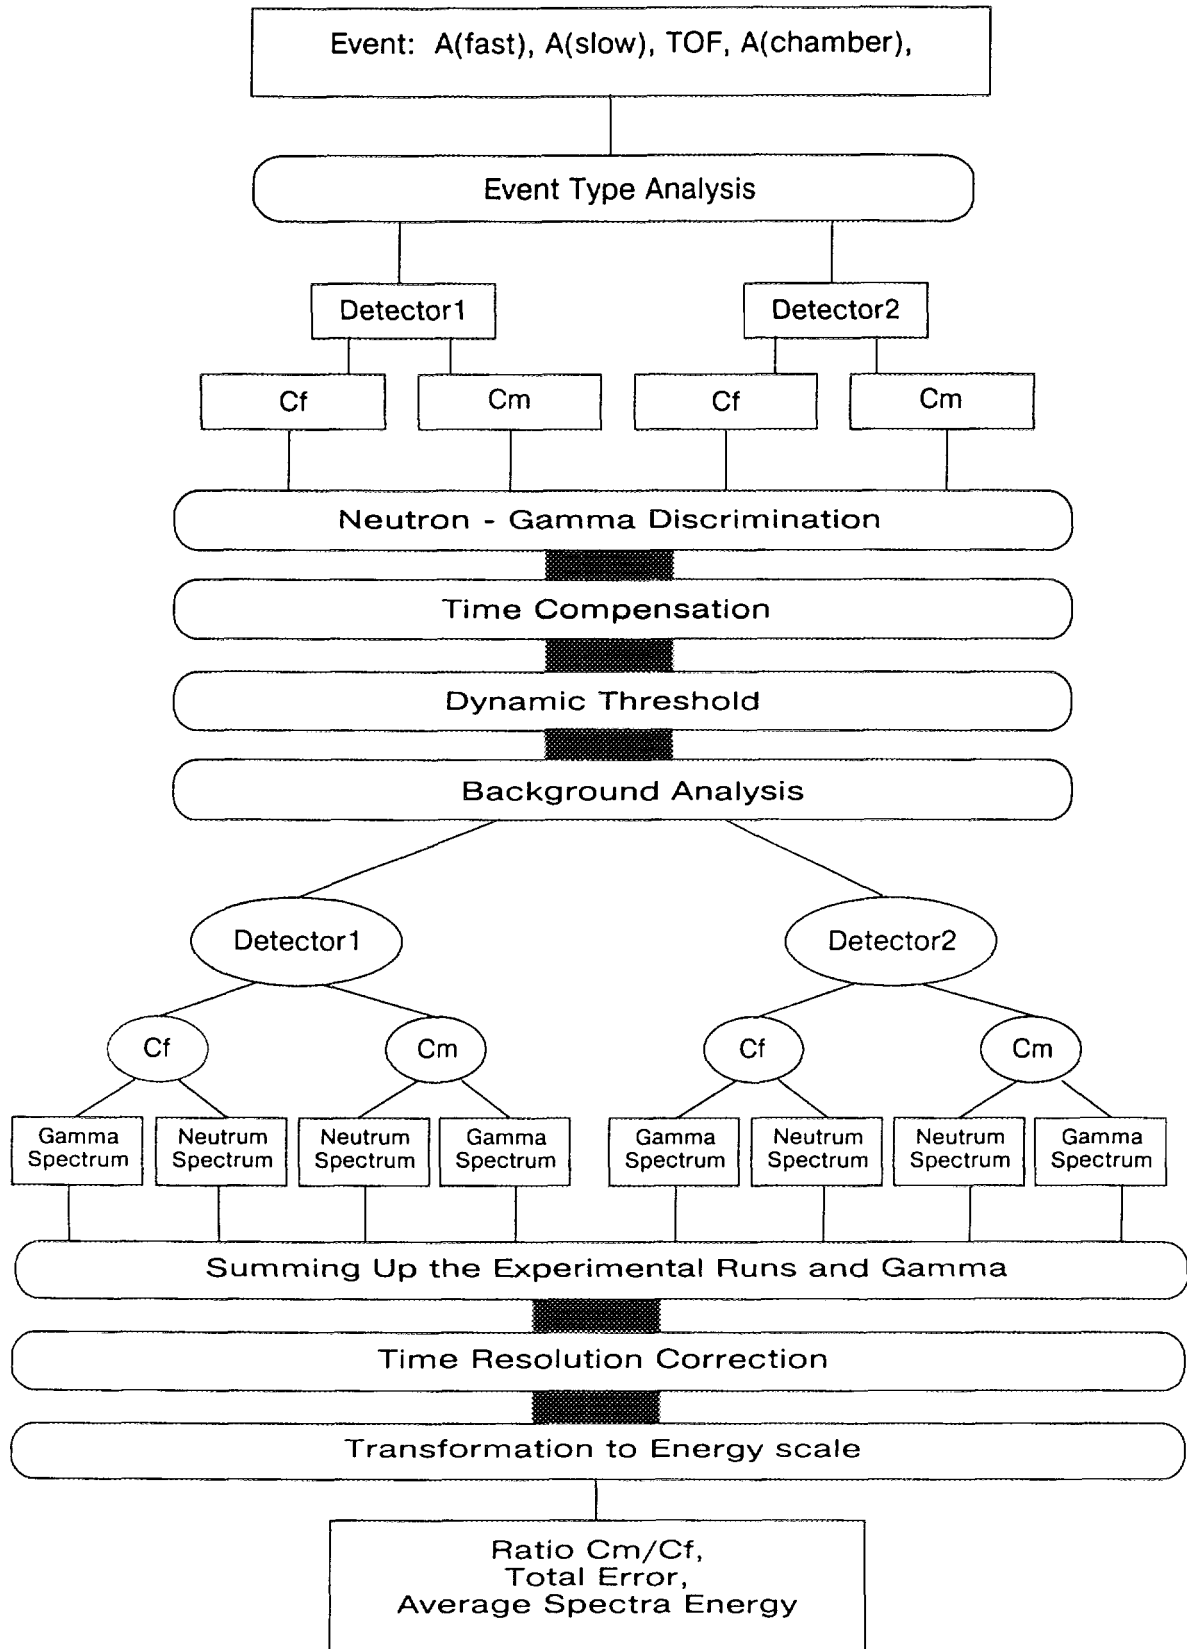 Event: A(fast), A(slow), TOF, A(chamber),
Event Type Analysis
Detector1
Detector2
Cf
Cm
Cf
Cm
Neutron - Gamma Discrimination
Time Compensation
Dynamic Threshold
Background Analysis
Detector1
Detector2
Cf
Cm
Cf
Cm
Gamma
Spectrum
Neutrum
Spectrum
Neutrum
Spectrum
Gamma
Spectrum
Gamma
Spectrum
Neutrum
Spectrum
Neutrum
Spectrum
Gamma
Spectrum
Summing Up the Experimental Runs and Gamma
Time Resolution Correction
Transformation to Energy scale
Ratio Cm/Cf,
Total Error,
Average Spectra Energy